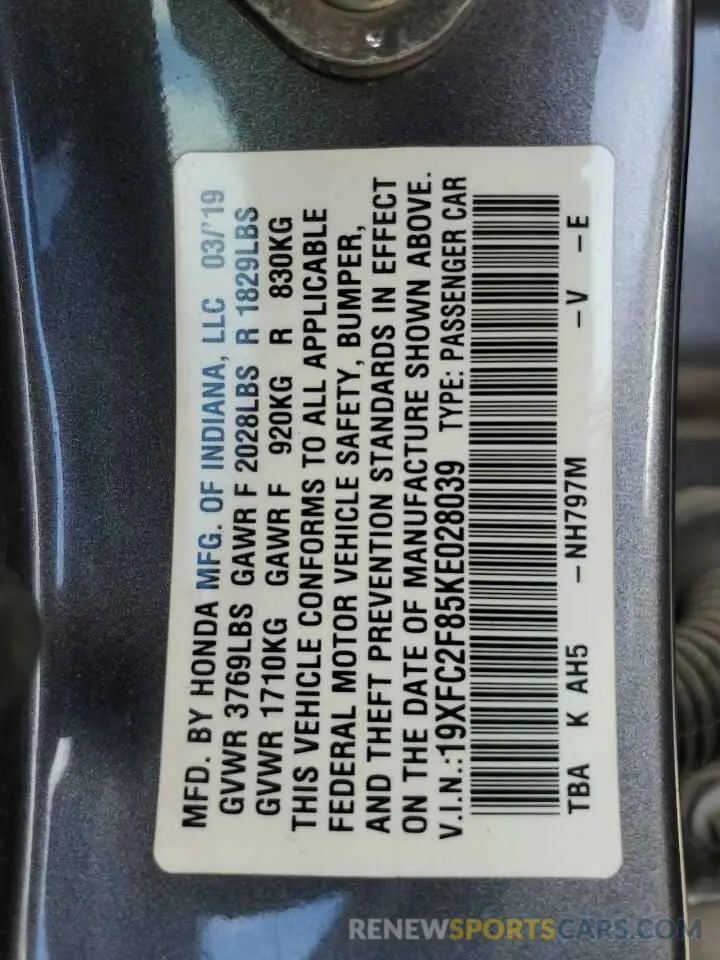 MFD. BY HONDA MFG. OF INDIANA, LLC 03/'19
GVWR 3769LBS GAWR F 2028LBS R 1829LBS
GVWR 1710KG GAWR F 920KG R 830KG
THIS VEHICLE CONFORMS TO ALL APPLICABLE
FEDERAL MOTOR VEHICLE SAFETY, BUMPER,
AND THEFT PREVENTION STANDARDS IN EFFECT
ON THE DATE OF MANUFACTURE SHOWN ABOVE.
V.I.N.:19XFC2F85KE028039 TYPE: PASSENGER CAR
TBA K AH5 -NH797M -V -E
RENEWSPORTSCARS.COM